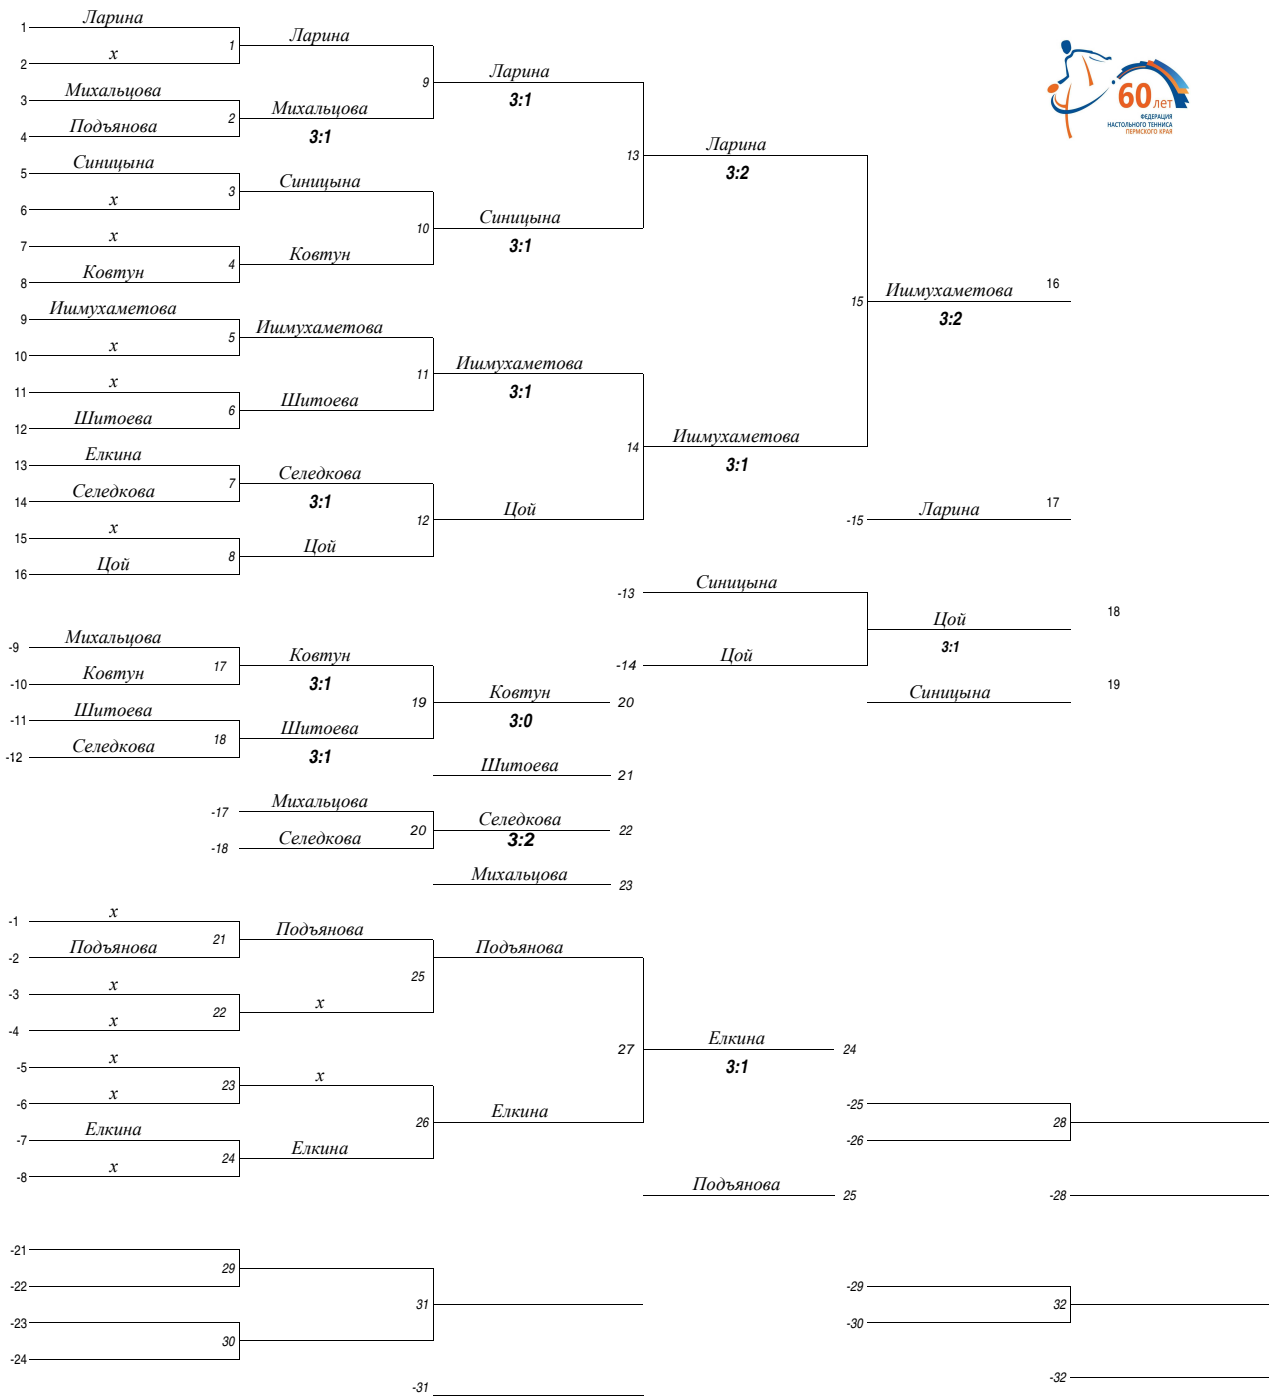 Ларина
1
1
Ларина
х
2
9
Ларина
3:1
Михальцова
3
2
Михальцова
3:1
Подъянова
4
13
Ларина
3:2
Синицына
5
3
Синицына
х
6
10
Синицына
3:1
х
7
4
Ковтун
Ковтун
8
15
Ишмухаметова
16
3:2
Ишмухаметова
9
5
Ишмухаметова
х
10
11
Ишмухаметова
3:1
х
11
6
Шитоева
Шитоева
12
14
Ишмухаметова
3:1
Елкина
13
7
Селедкова
3:1
Селедкова
14
12
Цой
х
15
8
Цой
Цой
16
-15
Ларина
17
60 лет
ФЕДЕРАЦИЯ
НАСТОЛЬНОГО ТЕННИСА
ПЕРМСКОГО КРАЯ
-13
Синицына
Цой
18
3:1
-14
Цой
Синицына
19
Михальцова
-9
17
Ковтун
3:1
Ковтун
-10
19
Ковтун
20
3:0
Шитоева
-11
18
Шитоева
3:1
Селедкова
-12
Шитоева
21
-17
Михальцова
20
Селедкова
22
3:2
-18
Селедкова
Михальцова
23
х
-1
21
Подъянова
Подъянова
-2
25
Подъянова
х
-3
22
х
х
-4
27
Елкина
24
3:1
х
-5
23
х
х
-6
26
Елкина
Елкина
-7
24
Елкина
х
-8
Подъянова
25
-25
28
-26
-28
-21
29
-22
31
-23
30
-24
-31
-29
32
-30
-32